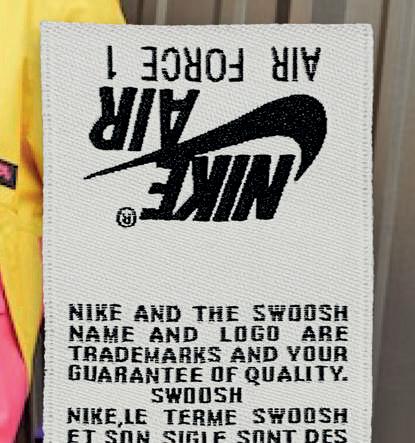 AIR FORCE 1
AIR
NIKE®
NIKE AND THE SWOOSH
NAME AND LOGO ARE
TRADEMARKS AND YOUR
GUARANTEE OF QUALITY.
SWOOSH
NIKE,LE TERME SWOOSH
ET SON SIGLE SONT DES